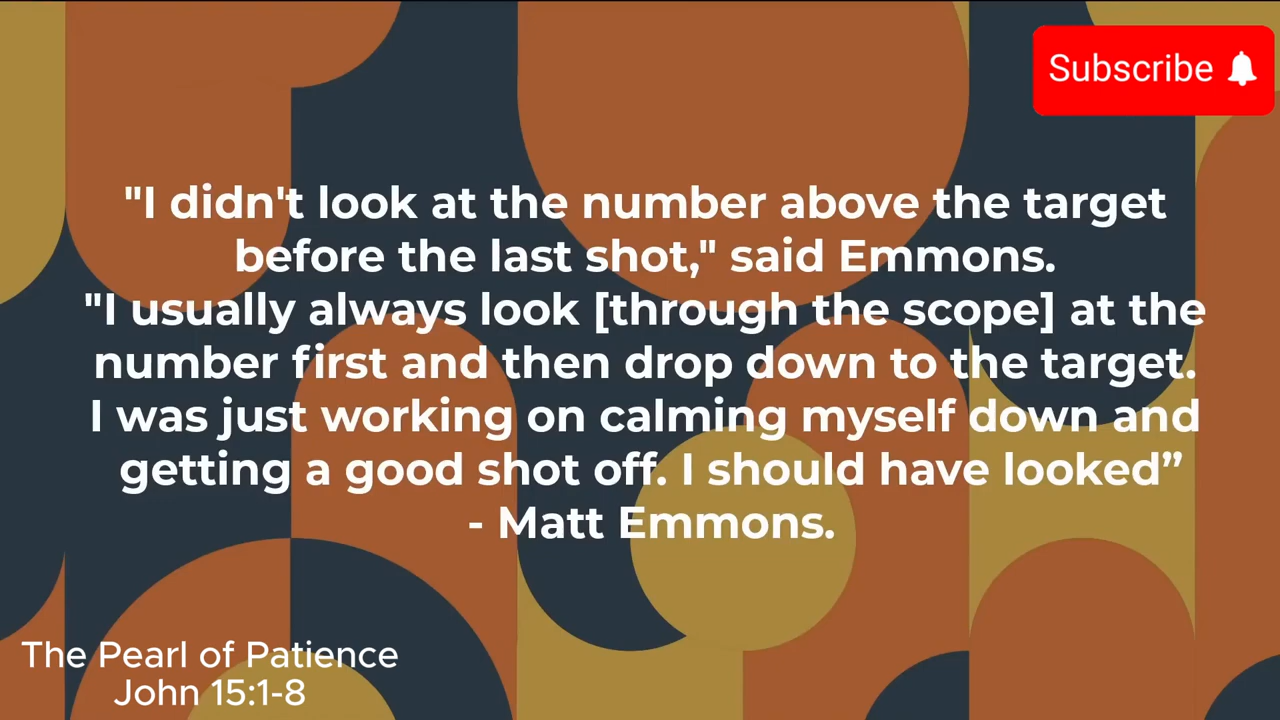 Subscribe
"I didn't look at the number above the target
before the last shot," said Emmons.
"I usually always look [through the scope] at the
number first and then drop down to the target.
I was just working on calming myself down and
getting a good shot off. I should have looked”
- Matt Emmons.
The Pearl of Patience
John 15:1-8